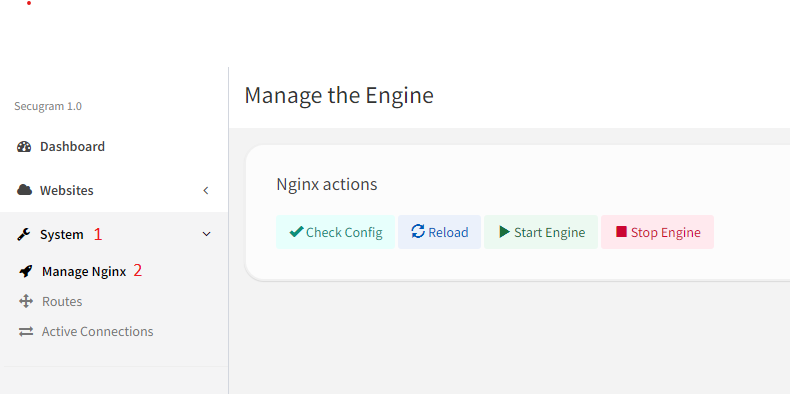 Secugram 1.0
Dashboard
Websites
System 1
Manage Nginx 2
Routes
Active Connections
Manage the Engine
Nginx actions
Check Config Reload Start Engine Stop Engine